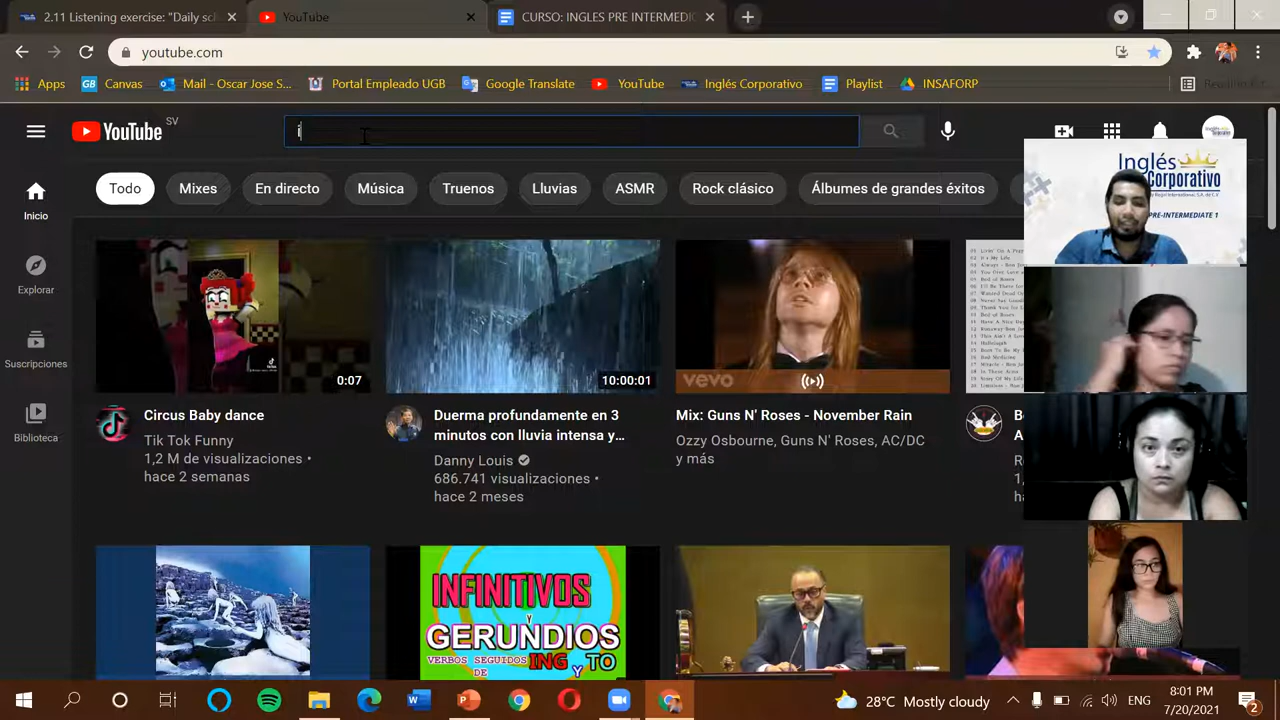 2.11 Listening exercise: "Daily sch
YouTube
CURSO: INGLES PRE INTERMEDIO
youtube.com
Apps
GB Canvas
Mail - Oscar Jose S...
Portal Empleado UGB
Google Translate
YouTube
Inglés Corporativo
Playlist
INSAFORP
YouTube SV
i
Todo
Mixes
En directo
Música
Truenos
Lluvias
ASMR
Rock clásico
Álbumes de grandes éxitos
Inicio
Explorar
Suscripciones
Biblioteca
Inglés
Corporativo
PRE-INTERMEDIATE 1
0:07
10:00:01
vevo
Circus Baby dance
Tik Tok Funny
1,2 M de visualizaciones •
hace 2 semanas
Duerma profundamente en 3
minutos con lluvia intensa y...
Danny Louis
686.741 visualizaciones •
hace 2 meses
Mix: Guns N' Roses - November Rain
Ozzy Osbourne, Guns N' Roses, AC/DC
y más
INFINITIVOS
Y
GERUNDIOS
VERBOS SEGUIDOS
DE
ING Y TO
28°C Mostly cloudy
ENG
8:01 PM
7/20/2021
2